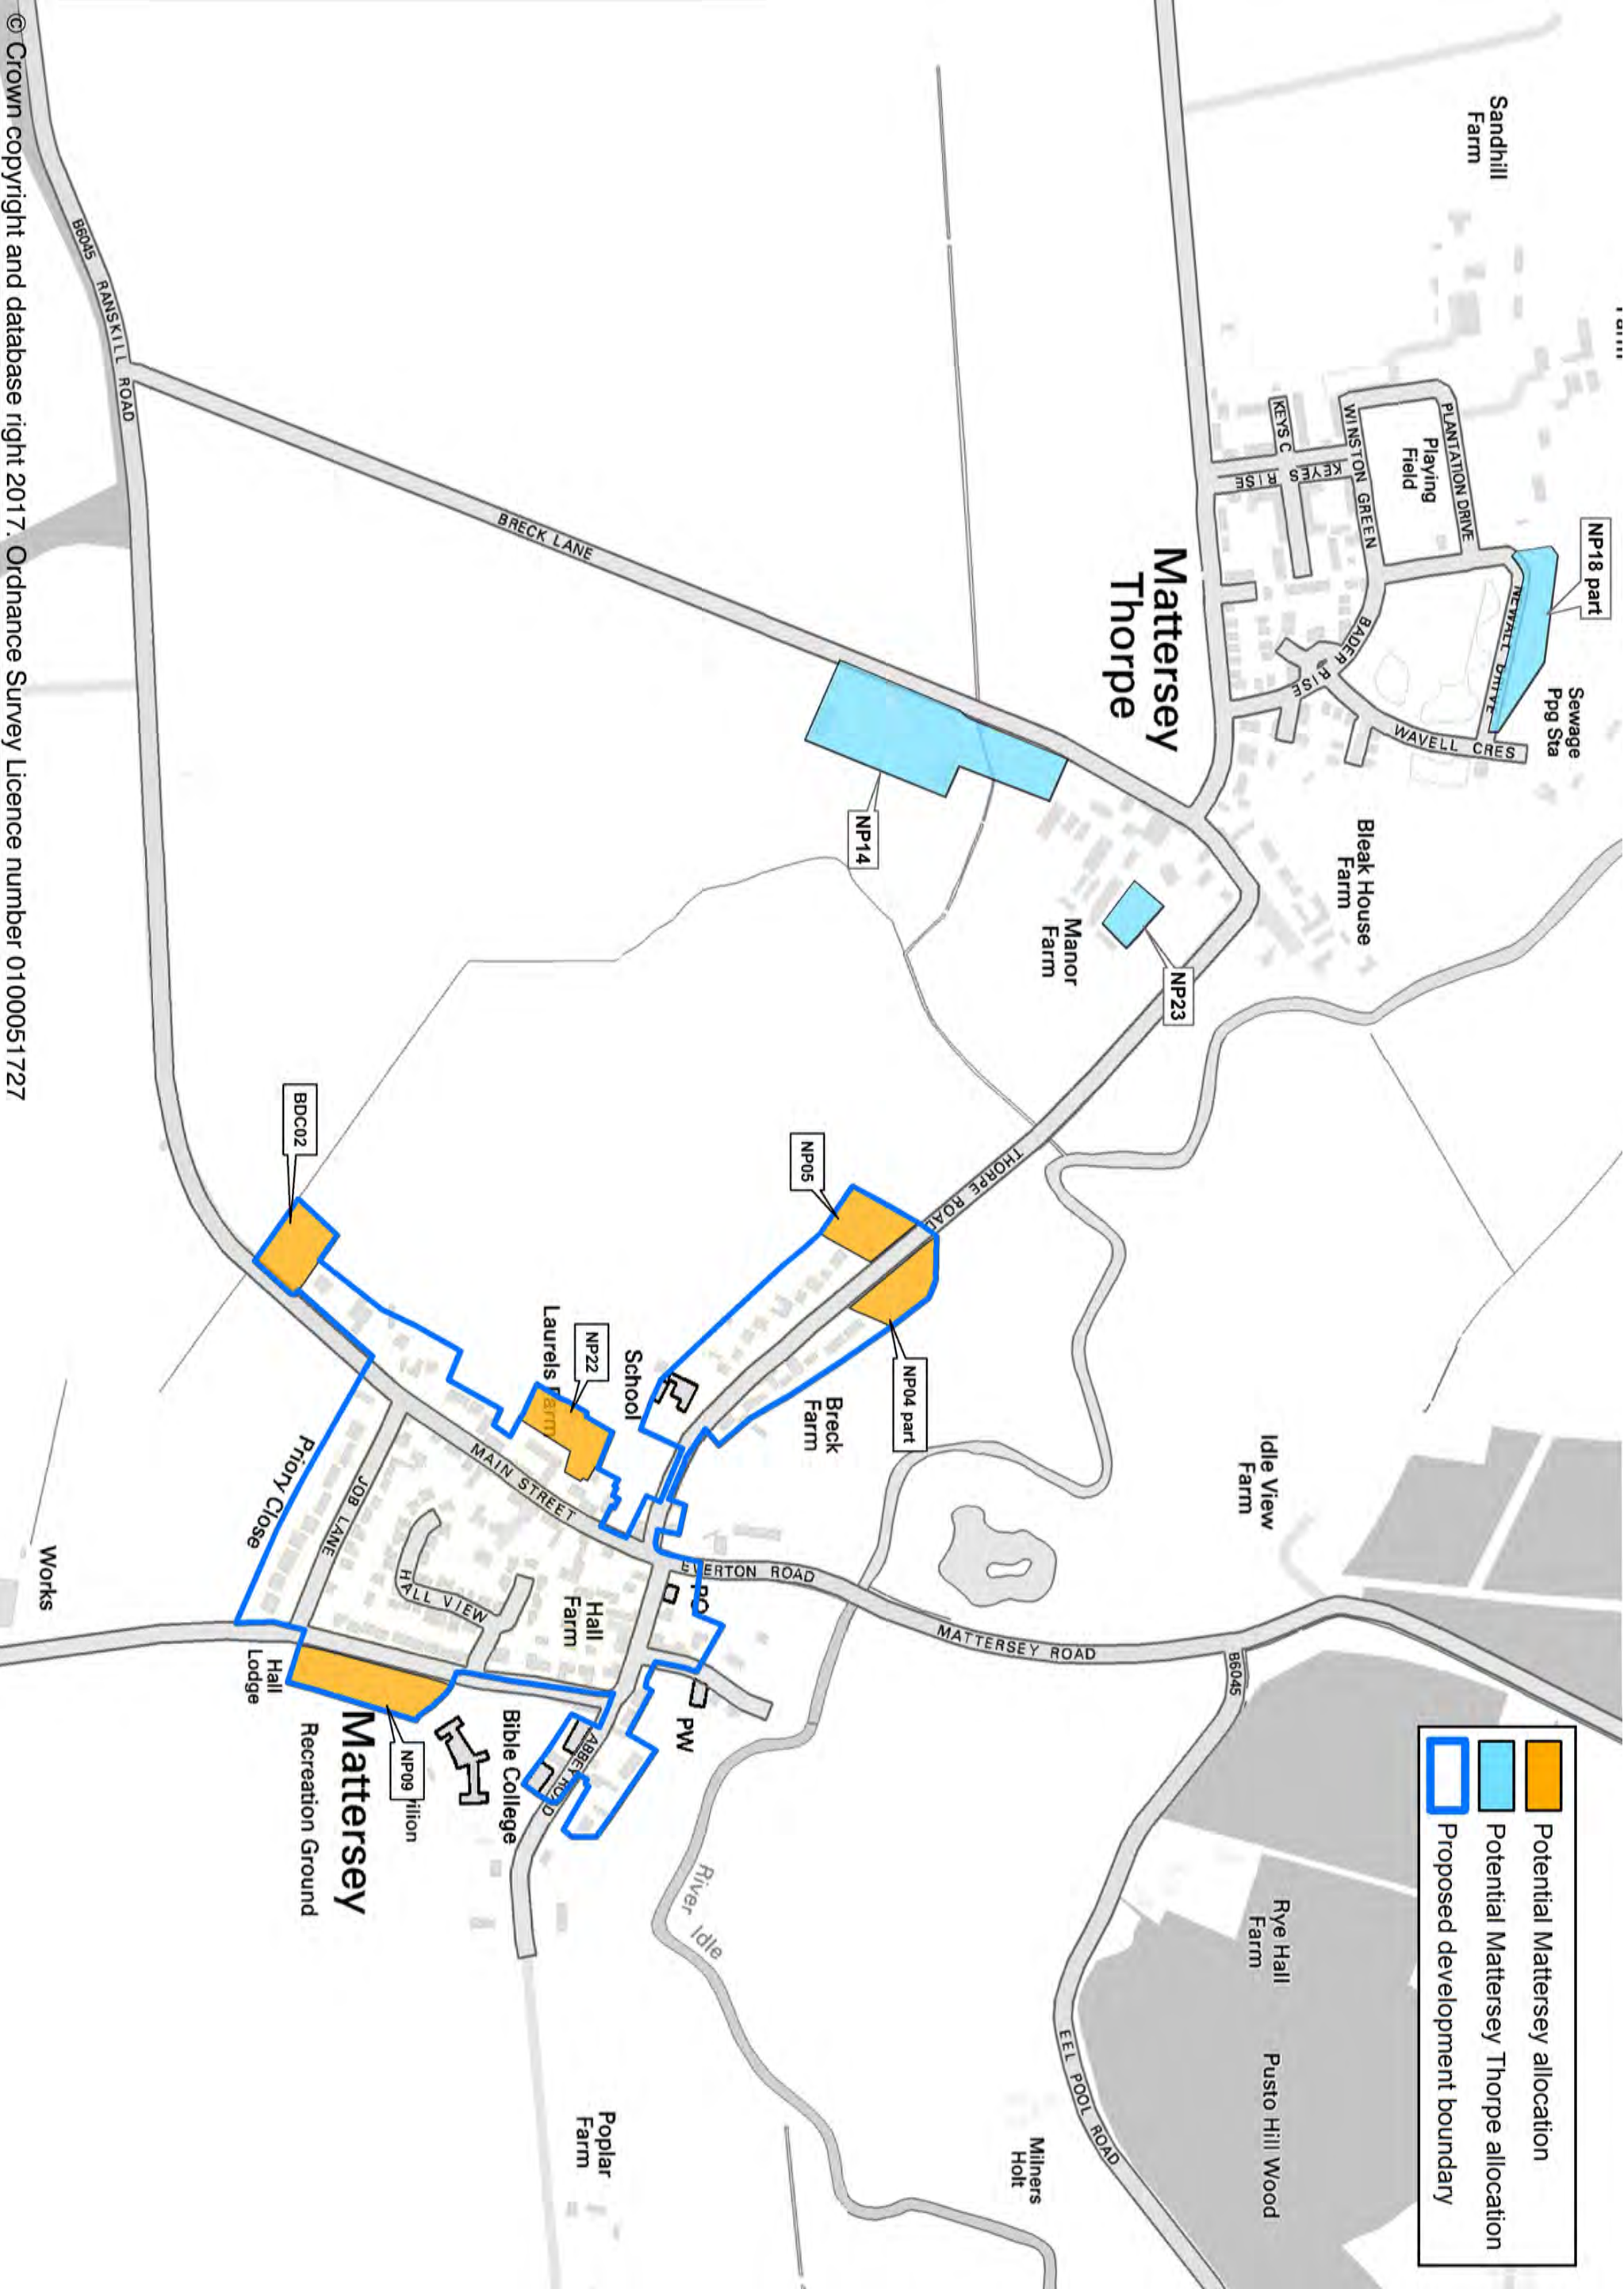 Farm
Sandhill
Farm
PLANTATION DRIVE
Playing
Field
WINSTON GREEN
KEYS C
KEYES RISE
NP18 part
NEWALL DRIVE
BADER RISE
WAVELL CRES
Sewage
Ppg Sta
Mattersey
Thorpe
Bleak House
Farm
B6045
RANSKILL ROAD
BRECK LANE
NP14
Manor
Farm
NP23
THORPE ROAD
NP05
NP04 part
BDC02
Breck
Farm
School
NP22
Laurels Farm
MAIN STREET
Priory Close
JOB LANE
HALL VIEW
Hall
Farm
EVERTON ROAD
PO
MATTERSEY ROAD
B6045
Idle View
Farm
Works
Hall
Lodge
NP09
Mattersey
Recreation Ground
Bible College
ABBEY ROAD
PW
River Idle
Rye Hall
Farm
Pusto Hill Wood
EEL POOL ROAD
Milners
Holt
Poplar
Farm
Potential Mattersey allocation
Potential Mattersey Thorpe allocation
Proposed development boundary
© Crown copyright and database right 2017. Ordnance Survey Licence number 0100051727